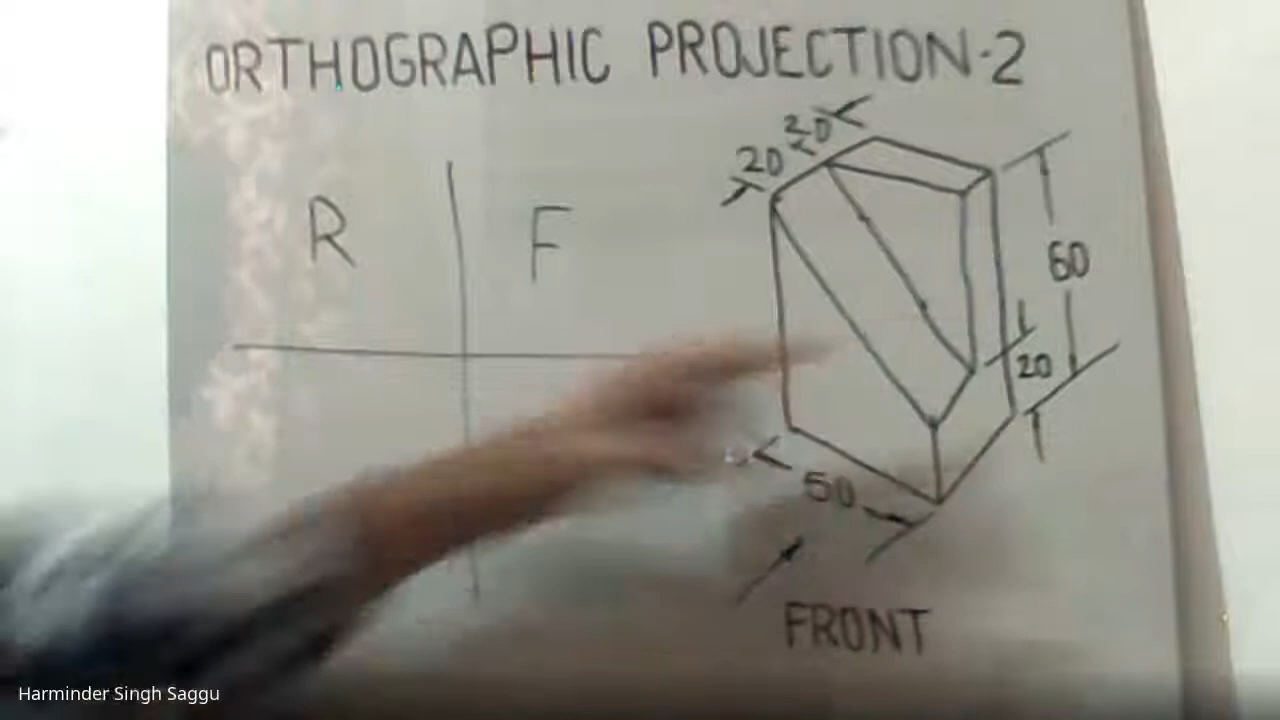 ORTHOGRAPHIC PROJECTION-2
R
F
20
20
60
20
50
FRONT
Harminder Singh Saggu